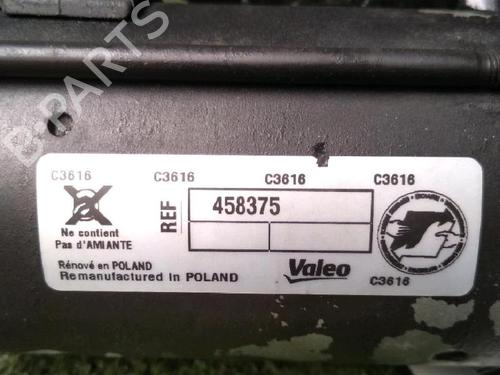 B-PARTS
C3616 C3616 C3616 C3616
REF 458375
Ne contient
Pas d'AMIANTE
Rénové en POLAND
Remanufactured in POLAND
Valeo
C3616